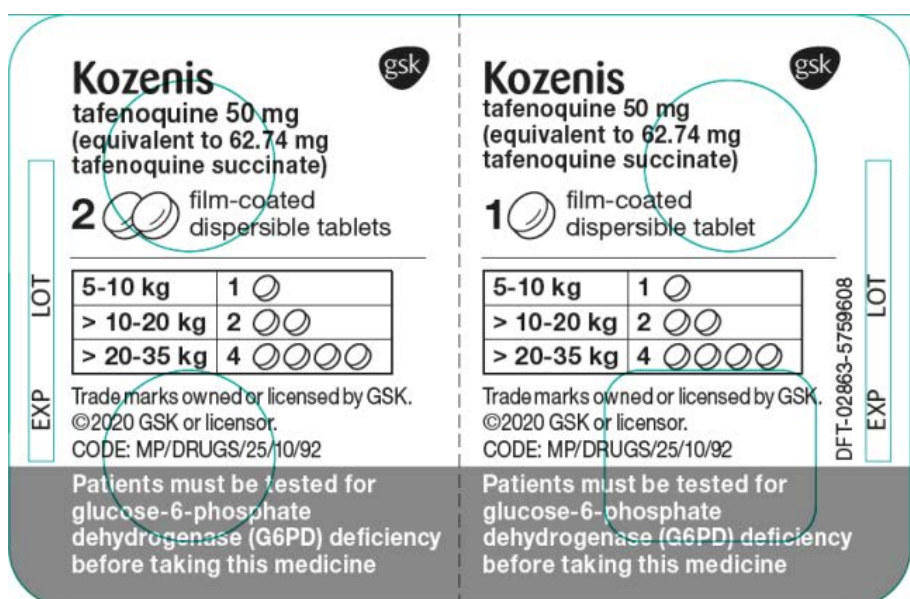 Kozenis
gsk
tafenoquine 50 mg
(equivalent to 62.74 mg
tafenoquine succinate)
2 film-coated
dispersible tablets
5-10 kg 1
> 10-20 kg 2
> 20-35 kg 4
Trade marks owned or licensed by GSK.
©2020 GSK or licensor.
CODE: MP/DRUGS/25/10/92
Patients must be tested for
glucose-6-phosphate
dehydrogenase (G6PD) deficiency
before taking this medicine
EXP LOT
Kozenis
gsk
tafenoquine 50 mg
(equivalent to 62.74 mg
tafenoquine succinate)
1 film-coated
dispersible tablet
5-10 kg 1
> 10-20 kg 2
> 20-35 kg 4
Trade marks owned or licensed by GSK.
©2020 GSK or licensor.
CODE: MP/DRUGS/25/10/92
Patients must be tested for
glucose-6-phosphate
dehydrogenase (G6PD) deficiency
before taking this medicine
DFT-02863-5759608
EXP LOT